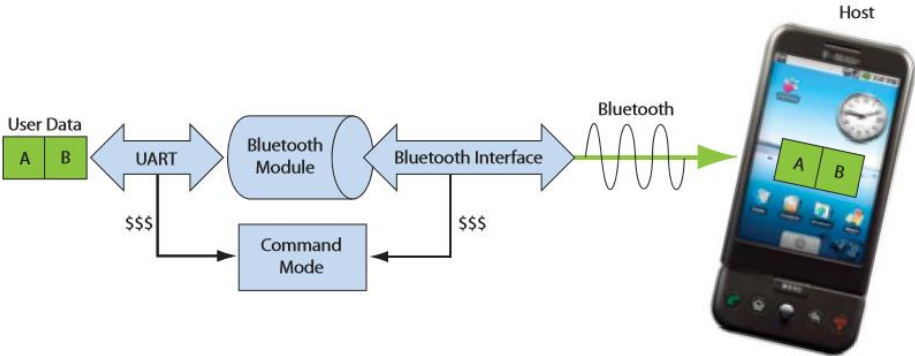 Host
Bluetooth
User Data
A B
UART
Bluetooth
Module
Bluetooth Interface
A B
$$$
$$$
Command
Mode